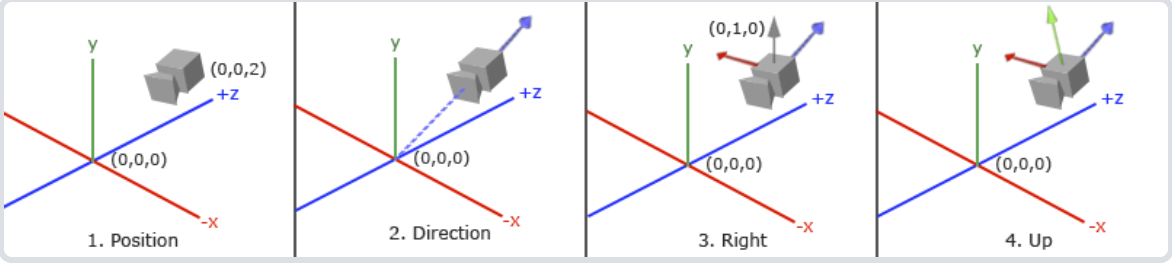 y
(0,0,2)
+z
(0,0,0)
-x
1. Position
y
+z
(0,0,0)
-x
2. Direction
(0,1,0)
y
+z
(0,0,0)
-x
3. Right
y
+z
(0,0,0)
-x
4. Up